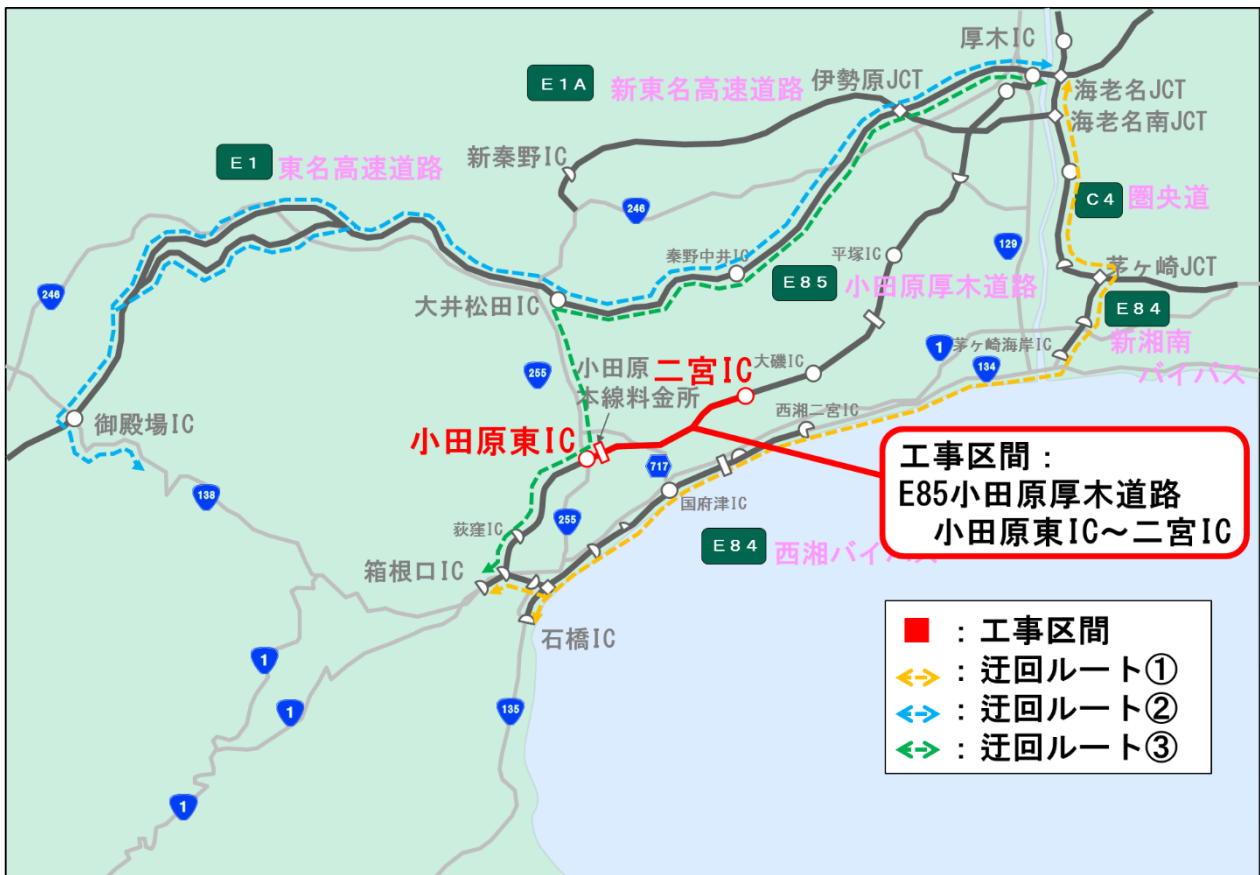 厚木IC
E1A
新東名高速道路
伊勢原JCT
海老名JCT
海老名南JCT
E1
東名高速道路
新秦野IC
246
C4
圏央道
129
秦野中井IC
平塚IC
E85
小田原厚木道路
茅ヶ崎JCT
246
大井松田IC
E84
新湘南
バイパス
1
茅ヶ崎海岸IC
134
255
小田原
本線料金所
二宮IC
大磯IC
御殿場IC
西湘二宮IC
小田原東IC
717
工事区間：
E85小田原厚木道路
小田原東IC～二宮IC
138
国府津IC
255
荻窪IC
E84
西湘バイパス
箱根口IC
石橋IC
1
1
135
1
■：工事区間
：迂回ルート①
：迂回ルート②
：迂回ルート③